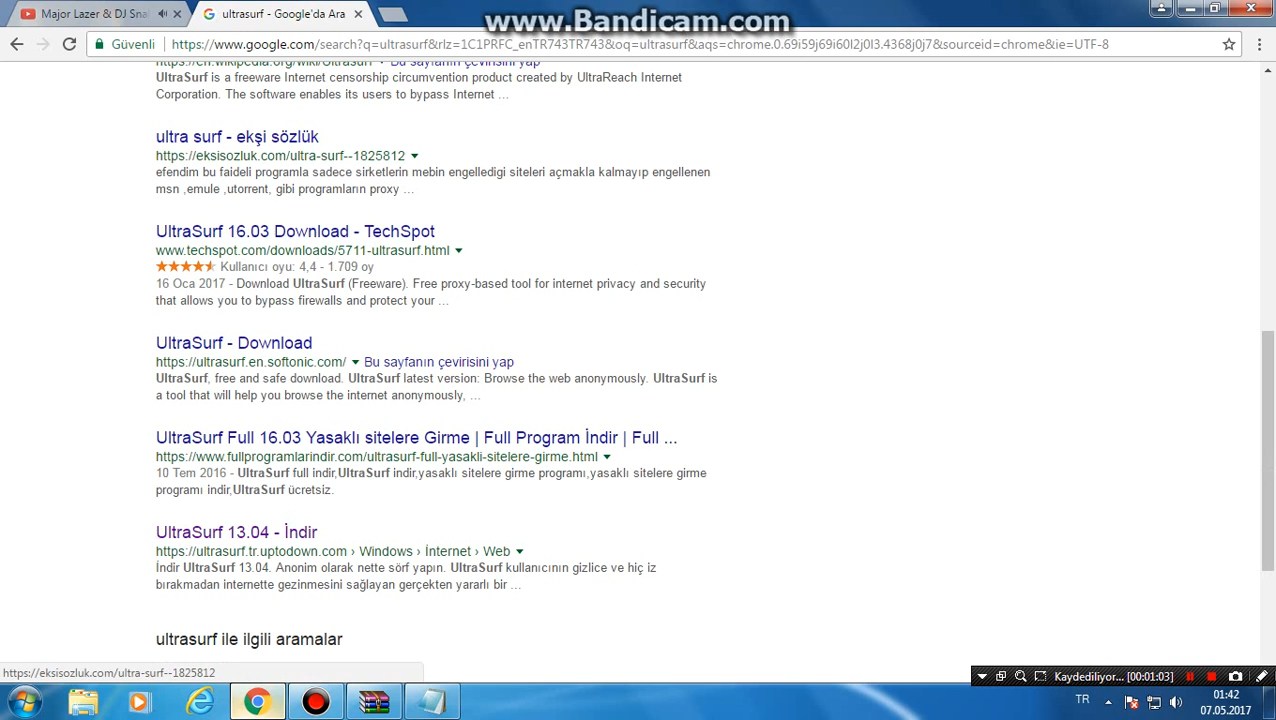 www.Bandicam.com
Major Lazer & DJ Sna
ultrasurf - Google'da Ara
Güvenli
https://www.google.com/search?q=ultrasurf&rlz=1C1PRFC_enTR743TR743&oq=ultrasurf&aqs=chrome.0.69i59j69i60l2j0l3.4368j0j7&sourceid=chrome&ie=UTF-8
https://en.wikipedia.org/wiki/Ultrasurf Bu sayfanın çevirisini yap
UltraSurf is a freeware Internet censorship circumvention product created by UltraReach Internet
Corporation. The software enables its users to bypass Internet ...
ultra surf - ekşi sözlük
https://eksisozluk.com/ultra-surf--1825812
efendim bu faideli programla sadece sirketlerin mebin engelledigi siteleri açmakla kalmayıp engellenen
msn ,emule ,utorrent, gibi programların proxy ...
UltraSurf 16.03 Download - TechSpot
www.techspot.com/downloads/5711-ultrasurf.html
Kullanıcı oyu: 4,4 - 1.709 oy
16 Oca 2017 - Download UltraSurf (Freeware). Free proxy-based tool for internet privacy and security
that allows you to bypass firewalls and protect your ...
UltraSurf - Download
https://ultrasurf.en.softonic.com/ Bu sayfanın çevirisini yap
UltraSurf, free and safe download. UltraSurf latest version: Browse the web anonymously. UltraSurf is
a tool that will help you browse the internet anonymously, ...
UltraSurf Full 16.03 Yasaklı sitelere Girme | Full Program İndir | Full ...
https://www.fullprogramlarindir.com/ultrasurf-full-yasakli-sitelere-girme.html
10 Tem 2016 - UltraSurf full indir,UltraSurf indir,yasaklı sitelere girme programı,yasaklı sitelere girme
programı indir,UltraSurf ücretsiz.
UltraSurf 13.04 - İndir
https://ultrasurf.tr.uptodown.com › Windows › İnternet › Web
İndir UltraSurf 13.04. Anonim olarak nette sörf yapın. UltraSurf kullanıcının gizlice ve hiç iz
bırakmadan internette gezinmesini sağlayan gerçekten yararlı bir ...
ultrasurf ile ilgili aramalar
https://eksisozluk.com/ultra-surf--1825812
Kaydediliyor... [00:01:03]
TR
01:42
07.05.2017